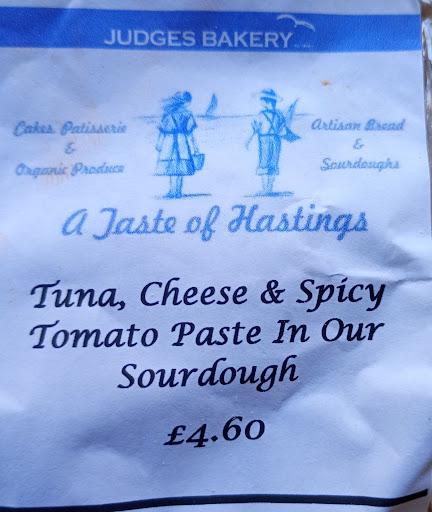 JUDGES BAKERY
Cakes, Patisserie
&
Organic Produce
Artisan Bread
&
Sourdoughs
A Taste of Hastings
Tuna, Cheese & Spicy
Tomato Paste In Our
Sourdough
£4.60